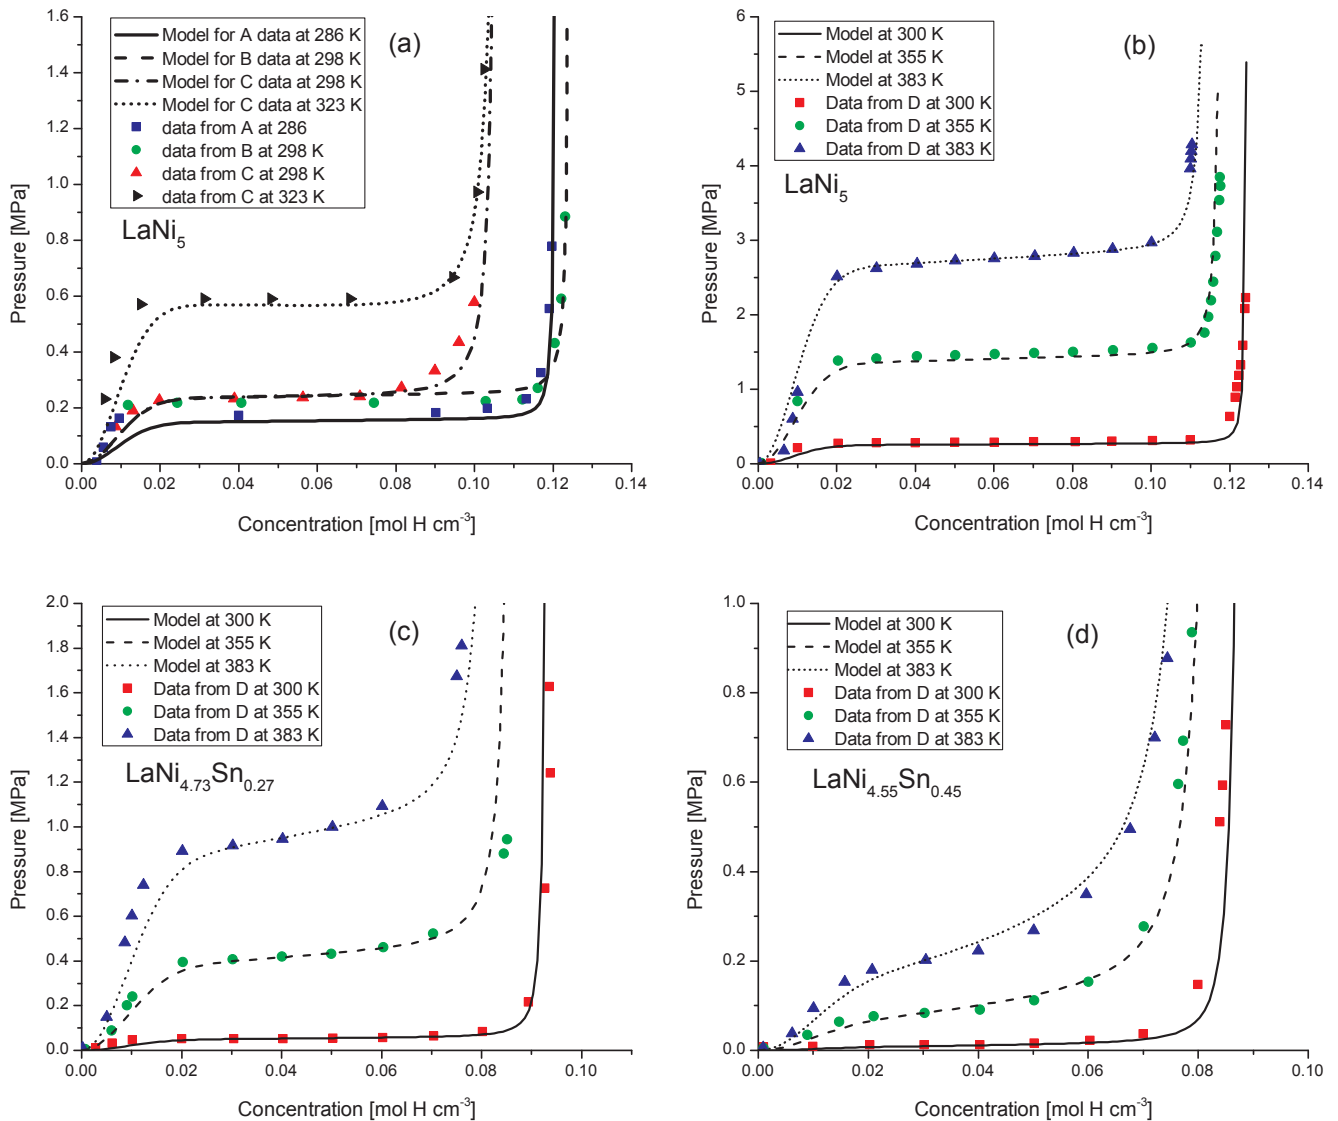 (a)
Model for A data at 286 K
Model for B data at 298 K
Model for C data at 298 K
Model for C data at 323 K
data from A at 286
data from B at 298 K
data from C at 298 K
data from C at 323 K
LaNi5
1.6
1.4
1.2
1.0
0.8
0.6
0.4
0.2
0.0
Pressure [MPa]
0.00 0.02 0.04 0.06 0.08 0.10 0.12 0.14
Concentration [mol H cm-3]
(b)
Model at 300 K
Model at 355 K
Model at 383 K
Data from D at 300 K
Data from D at 355 K
Data from D at 383 K
LaNi5
6
5
4
3
2
1
0
Pressure [MPa]
0.00 0.02 0.04 0.06 0.08 0.10 0.12 0.14
Concentration [mol H cm-3]
(c)
Model at 300 K
Model at 355 K
Model at 383 K
Data from D at 300 K
Data from D at 355 K
Data from D at 383 K
LaNi4.73Sn0.27
2.0
1.8
1.6
1.4
1.2
1.0
0.8
0.6
0.4
0.2
0.0
Pressure [MPa]
0.00 0.02 0.04 0.06 0.08 0.10
Concentration [mol H cm-3]
(d)
Model at 300 K
Model at 355 K
Model at 383 K
Data from D at 300 K
Data from D at 355 K
Data from D at 383 K
LaNi4.55Sn0.45
1.0
0.8
0.6
0.4
0.2
0.0
Pressure [MPa]
0.00 0.02 0.04 0.06 0.08 0.10
Concentration [mol H cm-3]